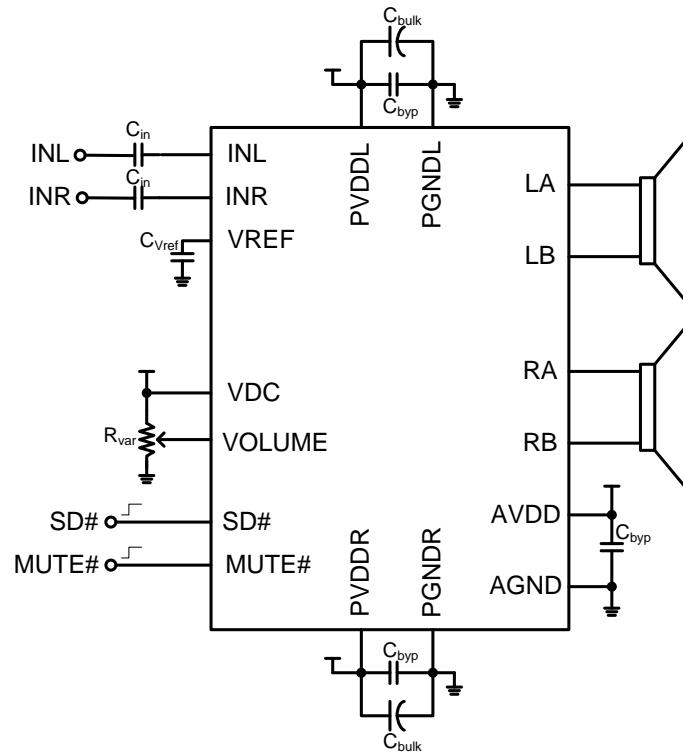 Cbulk
Cbyp
INL
Cin
INL
INR
Cin
INR
CVref
VREF
PVDDL
PGNDL
LA
LB
RA
RB
VDC
Rvar
VOLUME
SD#
SD#
MUTE#
MUTE#
PVDDR
PGNDR
AVDD
Cbyp
AGND
Cbyp
Cbulk